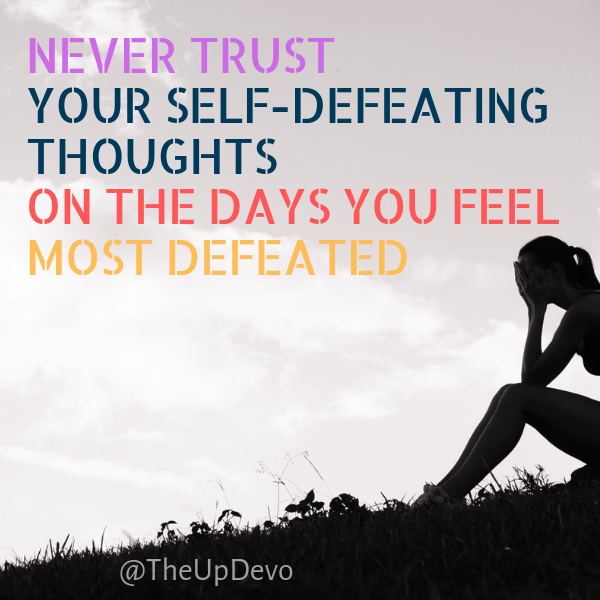 NEVER TRUST
YOUR SELF-DEFEATING
THOUGHTS
ON THE DAYS YOU FEEL
MOST DEFEATED
@TheUpDevo